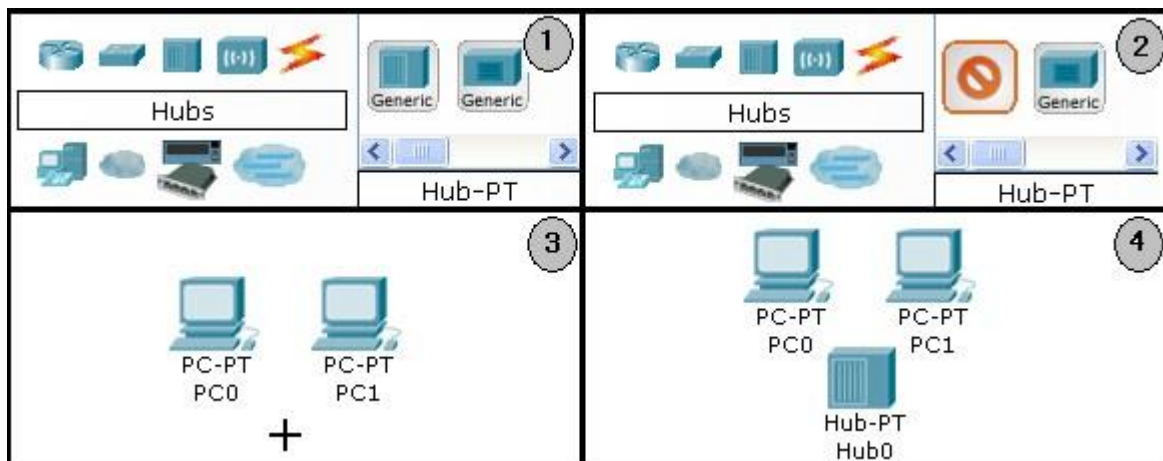 1
Generic Generic
Hubs
Hub-PT
2
Generic
Hubs
Hub-PT
3
PC-PT PC-PT
PC0 PC1
4
PC-PT PC-PT
PC0 PC1
Hub-PT
Hub0